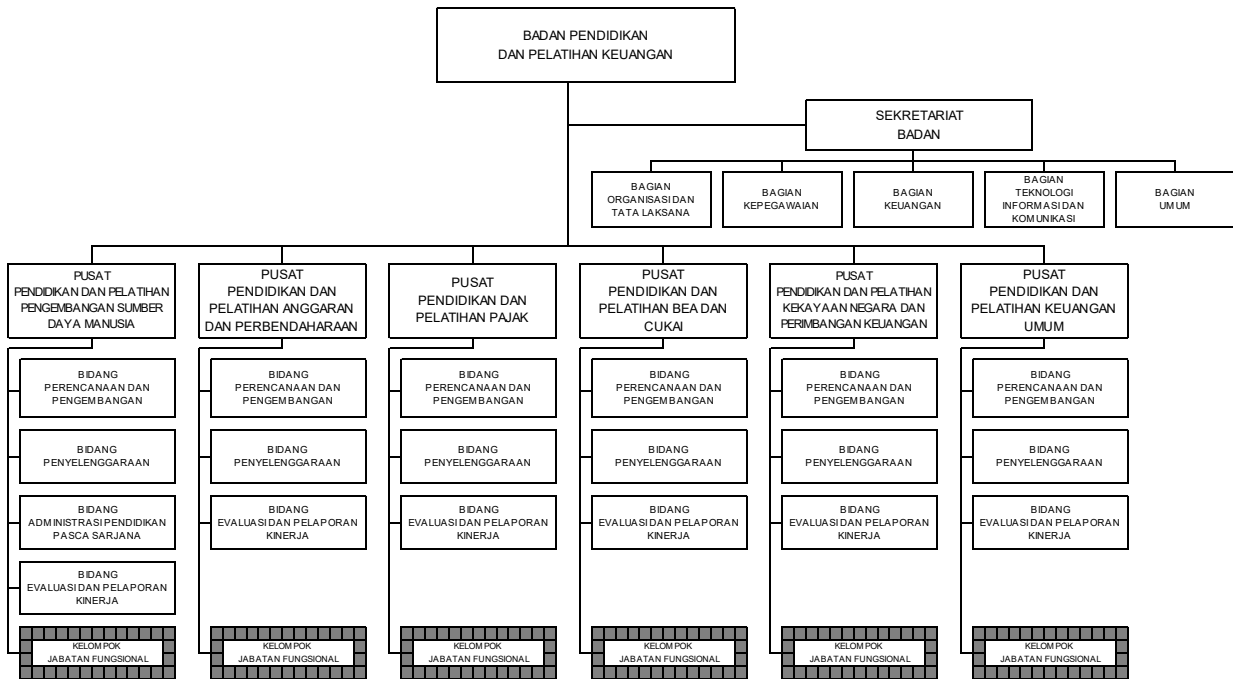 BADAN PENDIDIKAN
DAN PELATIHAN KEUANGAN
SEKRETARIAT
BADAN
BAGIAN
ORGANISASI DAN
TATA LAKSANA
BAGIAN
KEPEGAWAIAN
BAGIAN
KEUANGAN
BAGIAN
TEKNOLOGI
INFORMASI DAN
KOMUNIKASI
BAGIAN
UMUM
PUSAT
PENDIDIKAN DAN PELATIHAN
PENGEMBANGAN SUMBER
DAYA MANUSIA
PUSAT
PENDIDIKAN DAN
PELATIHAN ANGGARAN
DAN PERBENDAHARAAN
PUSAT
PENDIDIKAN DAN
PELATIHAN PAJAK
PUSAT
PENDIDIKAN DAN
PELATIHAN BEA DAN
CUKAI
PUSAT
PENDIDIKAN DAN PELATIHAN
KEKAYAAN NEGARA DAN
PERIMBANGAN KEUANGAN
PUSAT
PENDIDIKAN DAN
PELATIHAN KEUANGAN
UMUM
BIDANG
PERENCANAAN DAN
PENGEMBANGAN
BIDANG
PERENCANAAN DAN
PENGEMBANGAN
BIDANG
PERENCANAAN DAN
PENGEMBANGAN
BIDANG
PERENCANAAN DAN
PENGEMBANGAN
BIDANG
PERENCANAAN DAN
PENGEMBANGAN
BIDANG
PERENCANAAN DAN
PENGEMBANGAN
BIDANG
PENYELENGGARAAN
BIDANG
PENYELENGGARAAN
BIDANG
PENYELENGGARAAN
BIDANG
PENYELENGGARAAN
BIDANG
PENYELENGGARAAN
BIDANG
PENYELENGGARAAN
BIDANG
ADMINISTRASI PENDIDIKAN
PASCA SARJANA
BIDANG
EVALUASI DAN PELAPORAN
KINERJA
BIDANG
EVALUASI DAN PELAPORAN
KINERJA
BIDANG
EVALUASI DAN PELAPORAN
KINERJA
BIDANG
EVALUASI DAN PELAPORAN
KINERJA
BIDANG
EVALUASI DAN PELAPORAN
KINERJA
BIDANG
EVALUASI DAN PELAPORAN
KINERJA
KELOMPOK
JABATAN FUNGSIONAL
KELOMPOK
JABATAN FUNGSIONAL
KELOMPOK
JABATAN FUNGSIONAL
KELOMPOK
JABATAN FUNGSIONAL
KELOMPOK
JABATAN FUNGSIONAL
KELOMPOK
JABATAN FUNGSIONAL